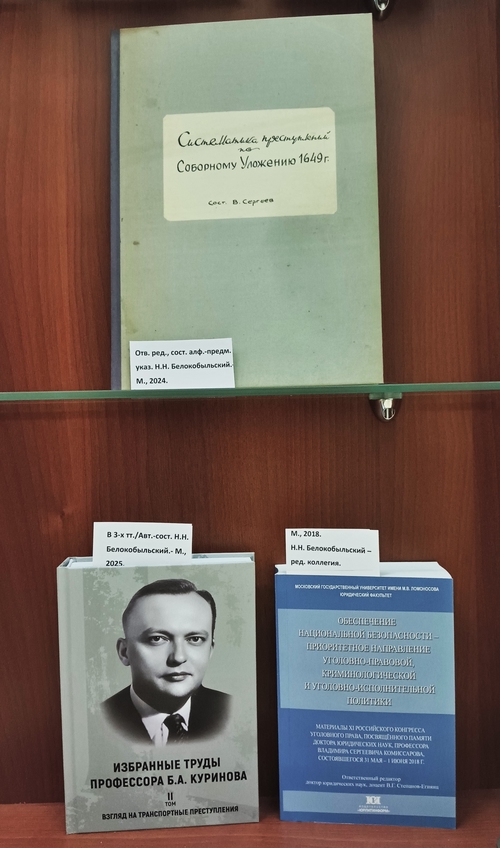 Систематика преступлений
по
Соборному Уложению 1649 г.
Сост. В. Сергеев
Отв. ред., сост. алф.-предм.
указ. Н.Н. Белокобыльский.-
М., 2024.
В 3-х тт./Авт.-сост. Н.Н.
Белокобыльский.- М.,
2025.
ИЗБРАННЫЕ ТРУДЫ
ПРОФЕССОРА Б.А. КУРИНОВА
II
ТОМ
ВЗГЛЯД НА ТРАНСПОРТНЫЕ ПРЕСТУПЛЕНИЯ
М., 2018.
Н.Н. Белокобыльский –
ред. коллегия.
МОСКОВСКИЙ ГОСУДАРСТВЕННЫЙ УНИВЕРСИТЕТ ИМЕНИ М.В. ЛОМОНОСОВА
ЮРИДИЧЕСКИЙ ФАКУЛЬТЕТ
ОБЕСПЕЧЕНИЕ
НАЦИОНАЛЬНОЙ БЕЗОПАСНОСТИ –
ПРИОРИТЕТНОЕ НАПРАВЛЕНИЕ
УГОЛОВНО-ПРАВОВОЙ,
КРИМИНОЛОГИЧЕСКОЙ
И УГОЛОВНО-ИСПОЛНИТЕЛЬНОЙ
ПОЛИТИКИ
МАТЕРИАЛЫ XI РОССИЙСКОГО КОНГРЕССА
УГОЛОВНОГО ПРАВА, ПОСВЯЩЁННОГО ПАМЯТИ
ДОКТОРА ЮРИДИЧЕСКИХ НАУК, ПРОФЕССОРА
ВЛАДИМИРА СЕРГЕЕВИЧА КОМИССАРОВА,
СОСТОЯВШЕГОСЯ 31 МАЯ - 1 ИЮНЯ 2018 Г.
Ответственный редактор
доктор юридических наук, доцент В.Г. Степанов-Егиянц